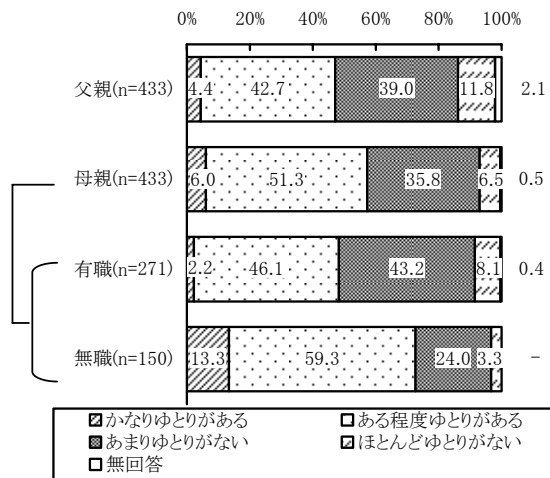 0% 20% 40% 60% 80% 100%
父親(n=433) 4.4 42.7 39.0 11.8 2.1
母親(n=433) 6.0 51.3 35.8 6.5 0.5
有職(n=271) 2.2 46.1 43.2 8.1 0.4
無職(n=150) 13.3 59.3 24.0 3.3 -
かなりゆとりがある ある程度ゆとりがある
あまりゆとりがない ほとんどゆとりがない
無回答